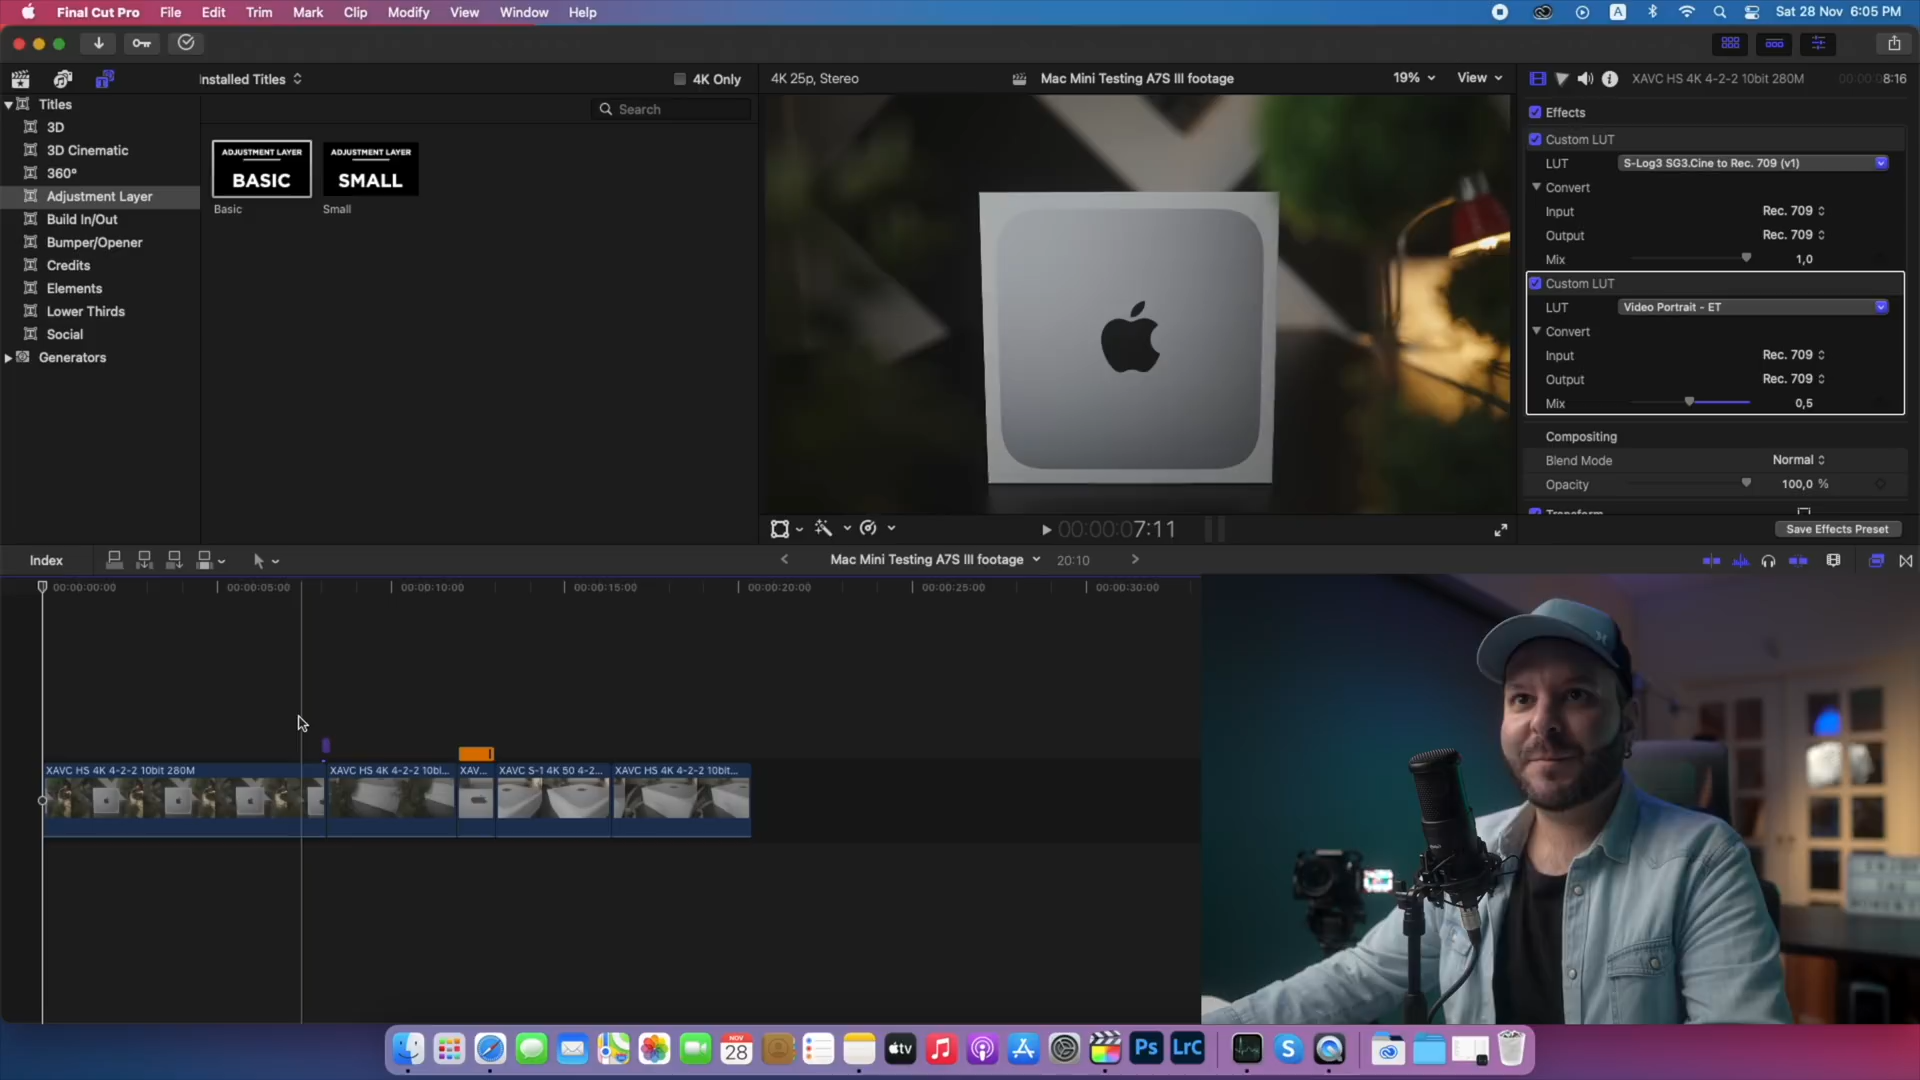 Final Cut Pro File Edit Trim Mark Clip Modify View Window Help
A
Sat 28 Nov 6:05 PM
nstalled Titles
4K Only
4K 25p, Stereo
Mac Mini Testing A7S III footage
19%
View
XAVC HS 4K 4-2-2 10bit 280M
8:16
Titles
Search
3D
3D Cinematic
360°
Adjustment Layer
Build In/Out
Bumper/Opener
Credits
Elements
Lower Thirds
Social
Generators
ADJUSTMENT LAYER
BASIC
Basic
ADJUSTMENT LAYER
SMALL
Small
Effects
Custom LUT
LUT S-Log3 SG3.Cine to Rec. 709 (v1)
Convert
Input Rec. 709
Output Rec. 709
Mix 1,0
Custom LUT
LUT Video Portrait - ET
Convert
Input Rec. 709
Output Rec. 709
Mix 0,5
Compositing
Blend Mode Normal
Opacity 100,0 %
Transform
Save Effects Preset
00:00:07:11
Index
Mac Mini Testing A7S III footage
20:10
00:00:00:00
00:00:05:00
00:00:10:00
00:00:15:00
00:00:20:00
00:00:25:00
00:00:30:00
XAVC HS 4K 4-2-2 10bit 280M
XAVC HS 4K 4-2-2 10bi...
XAV...
XAVC S-1 4K 50 4-2...
XAVC HS 4K 4-2-2 10bit...
NOV
28
tv
Ps
LrC
S